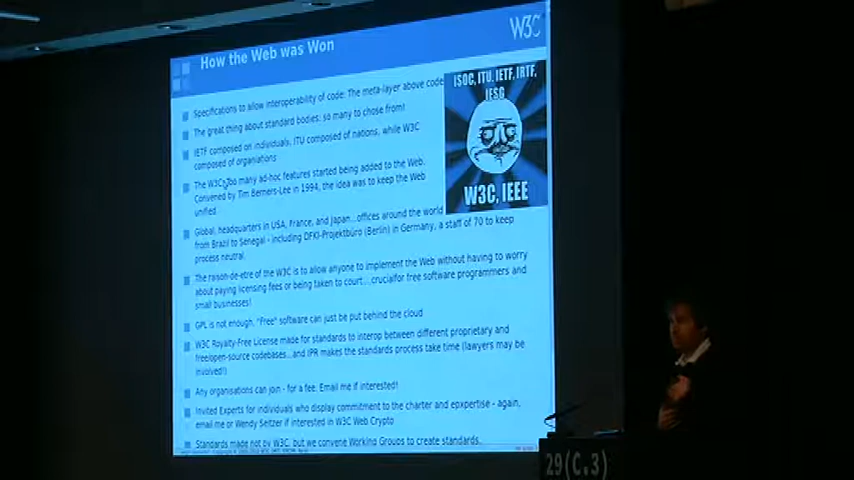 How the Web was Won
W3C
Specifications to allow interoperability of code: The meta-layer above code
The great thing about standard bodies: so many to chose from!
IETF composed on individuals, ITU composed of nations, while W3C
composed of organiations
The W3C: Too many ad-hoc features started being added to the Web.
Convened by Tim Berners-Lee in 1994, the idea was to keep the Web
unified.
Global, headquarters in USA, France, and Japan...offices around the world
from Brazil to Senegal - including DFKI-Projektbüro (Berlin) in Germany, a staff of 70 to keep
process neutral.
The raison-de-etre of the W3C is to allow anyone to implement the Web without having to worry
about paying licensing fees or being taken to court....crucialfor free software programmers and
small businesses!
GPL is not enough, "Free" software can just be put behind the cloud
W3C Royalty-Free License made for standards to interop between different proprietary and
free/open-source codebases...and IPR makes the standards process take time (lawyers may be
involved!)
Any organisations can join - for a fee. Email me if interested!
Invited Experts for individuals who display commitment to the charter and epxpertise - again,
email me or Wendy Seltzer if interested in W3C Web Crypto
Standards made not by W3C, but we convene Working Groups to create standards.
ISOC, ITU, IETF, IRTF,
IESG
W3C, IEEE
29(C.3)